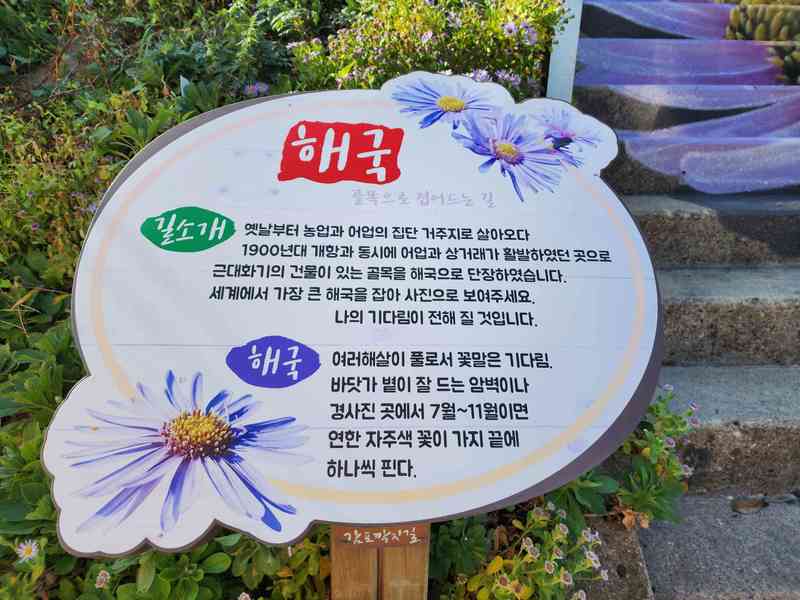 해국
골목으로 접어드는 길
길소개
옛날부터 농업과 어업의 집단 거주지로 살아오다
1900년대 개항과 동시에 어업과 상거래가 활발하였던 곳으로
근대화기의 건물이 있는 골목을 해국으로 단장하였습니다.
세계에서 가장 큰 해국을 잡아 사진으로 보여주세요.
나의 기다림이 전해 질 것입니다.
해국
여러해살이 풀로서 꽃말은 기다림.
바닷가 볕이 잘 드는 암벽이나
경사진 곳에서 7월~11월이면
연한 자주색 꽃이 가지 끝에
하나씩 핀다.
감포깍지길